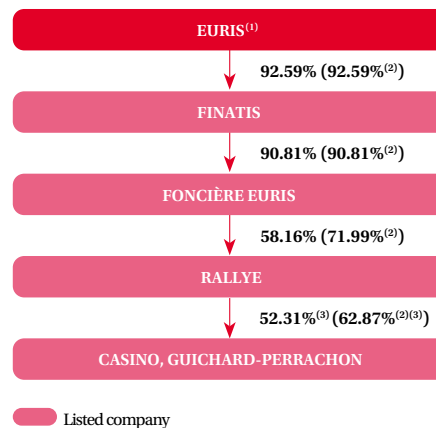 EURIS(1)
92.59% (92.59%(2))
FINATIS
90.81% (90.81%(2))
FONCIÈRE EURIS
58.16% (71.99%(2))
RALLYE
52.31%(3) (62.87%(2)(3))
CASINO, GUICHARD-PERRACHON
Listed company